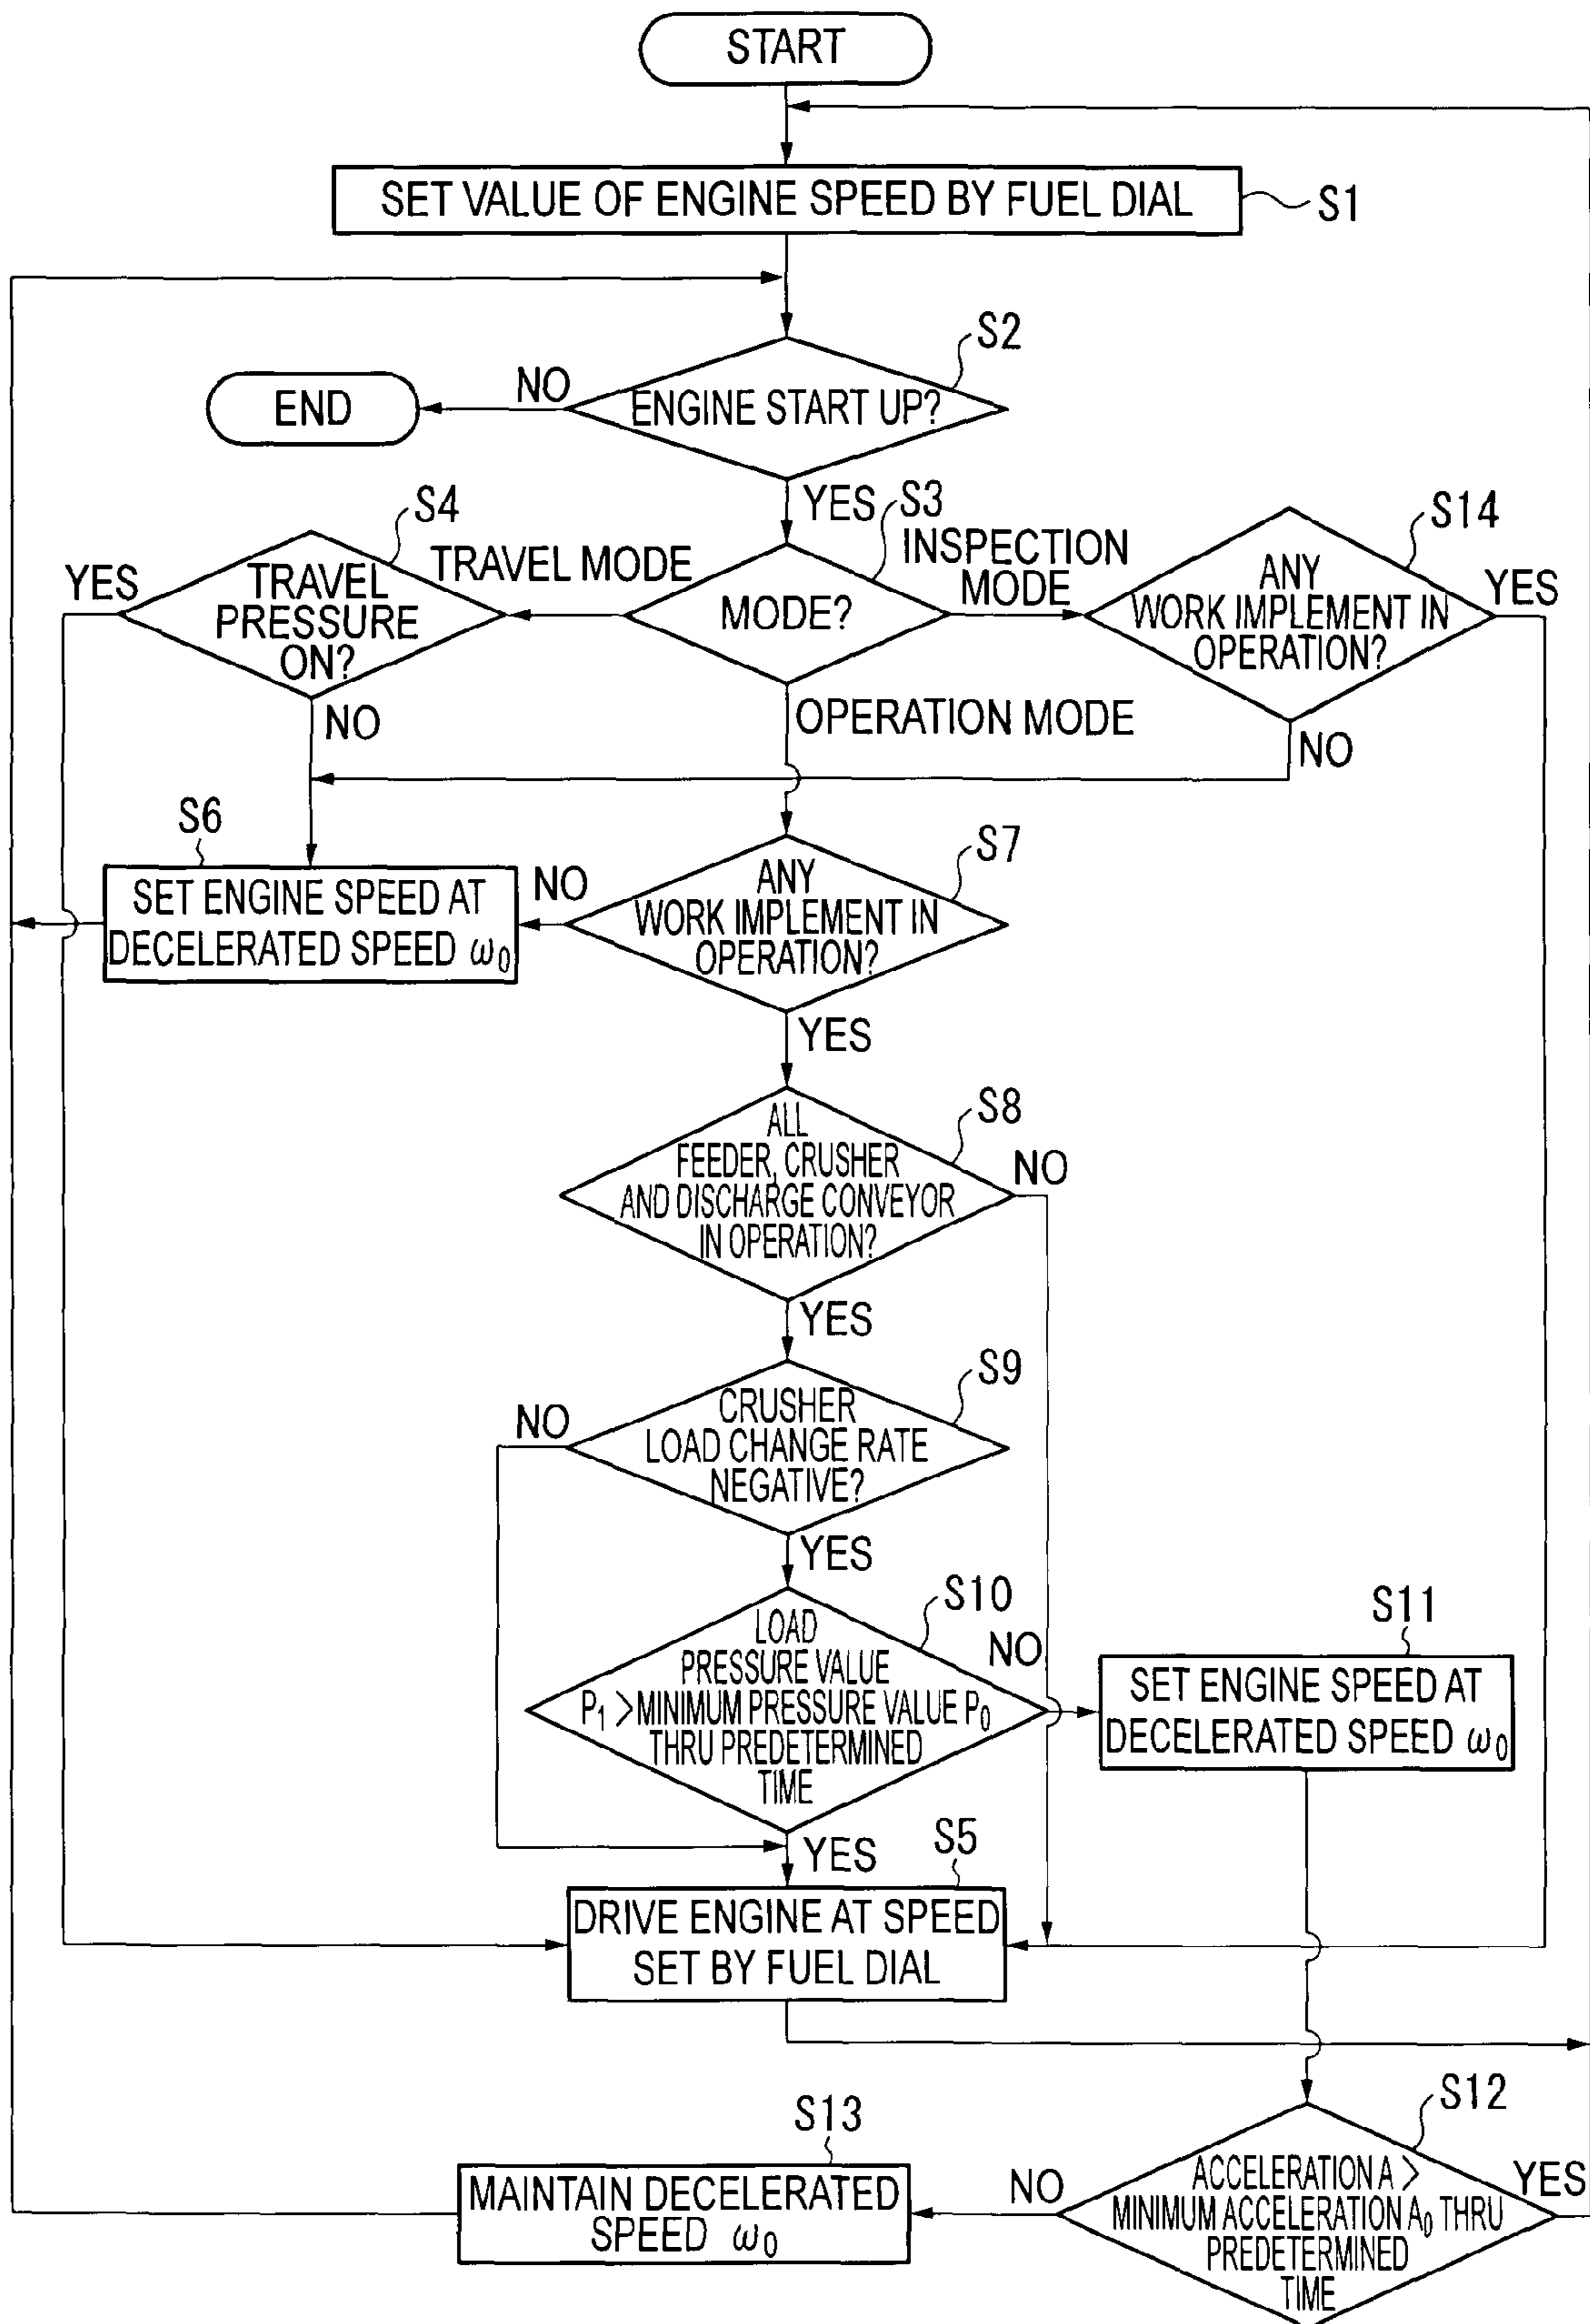 START
SET VALUE OF ENGINE SPEED BY FUEL DIAL
S1
S2
ENGINE START UP?
NO
END
YES
S3
MODE?
TRAVEL MODE
S4
TRAVEL
PRESSURE
ON?
YES
NO
INSPECTION
MODE
S14
ANY
WORK IMPLEMENT IN
OPERATION?
YES
NO
OPERATION MODE
S6
SET ENGINE SPEED AT
DECELERATED SPEED ω₀
NO
S7
ANY
WORK IMPLEMENT IN
OPERATION?
YES
S8
ALL
FEEDER, CRUSHER
AND DISCHARGE CONVEYOR
IN OPERATION?
NO
YES
S9
CRUSHER
LOAD CHANGE RATE
NEGATIVE?
NO
YES
S10
LOAD
PRESSURE VALUE
P₁ >MINIMUM PRESSURE VALUE P₀
THRU PREDETERMINED
TIME
NO
S11
SET ENGINE SPEED AT
DECELERATED SPEED ω₀
YES
S5
DRIVE ENGINE AT SPEED
SET BY FUEL DIAL
S12
ACCELERATION A >
MINIMUM ACCELERATION A₀ THRU
PREDETERMINED
TIME
YES
NO
S13
MAINTAIN DECELERATED
SPEED ω₀